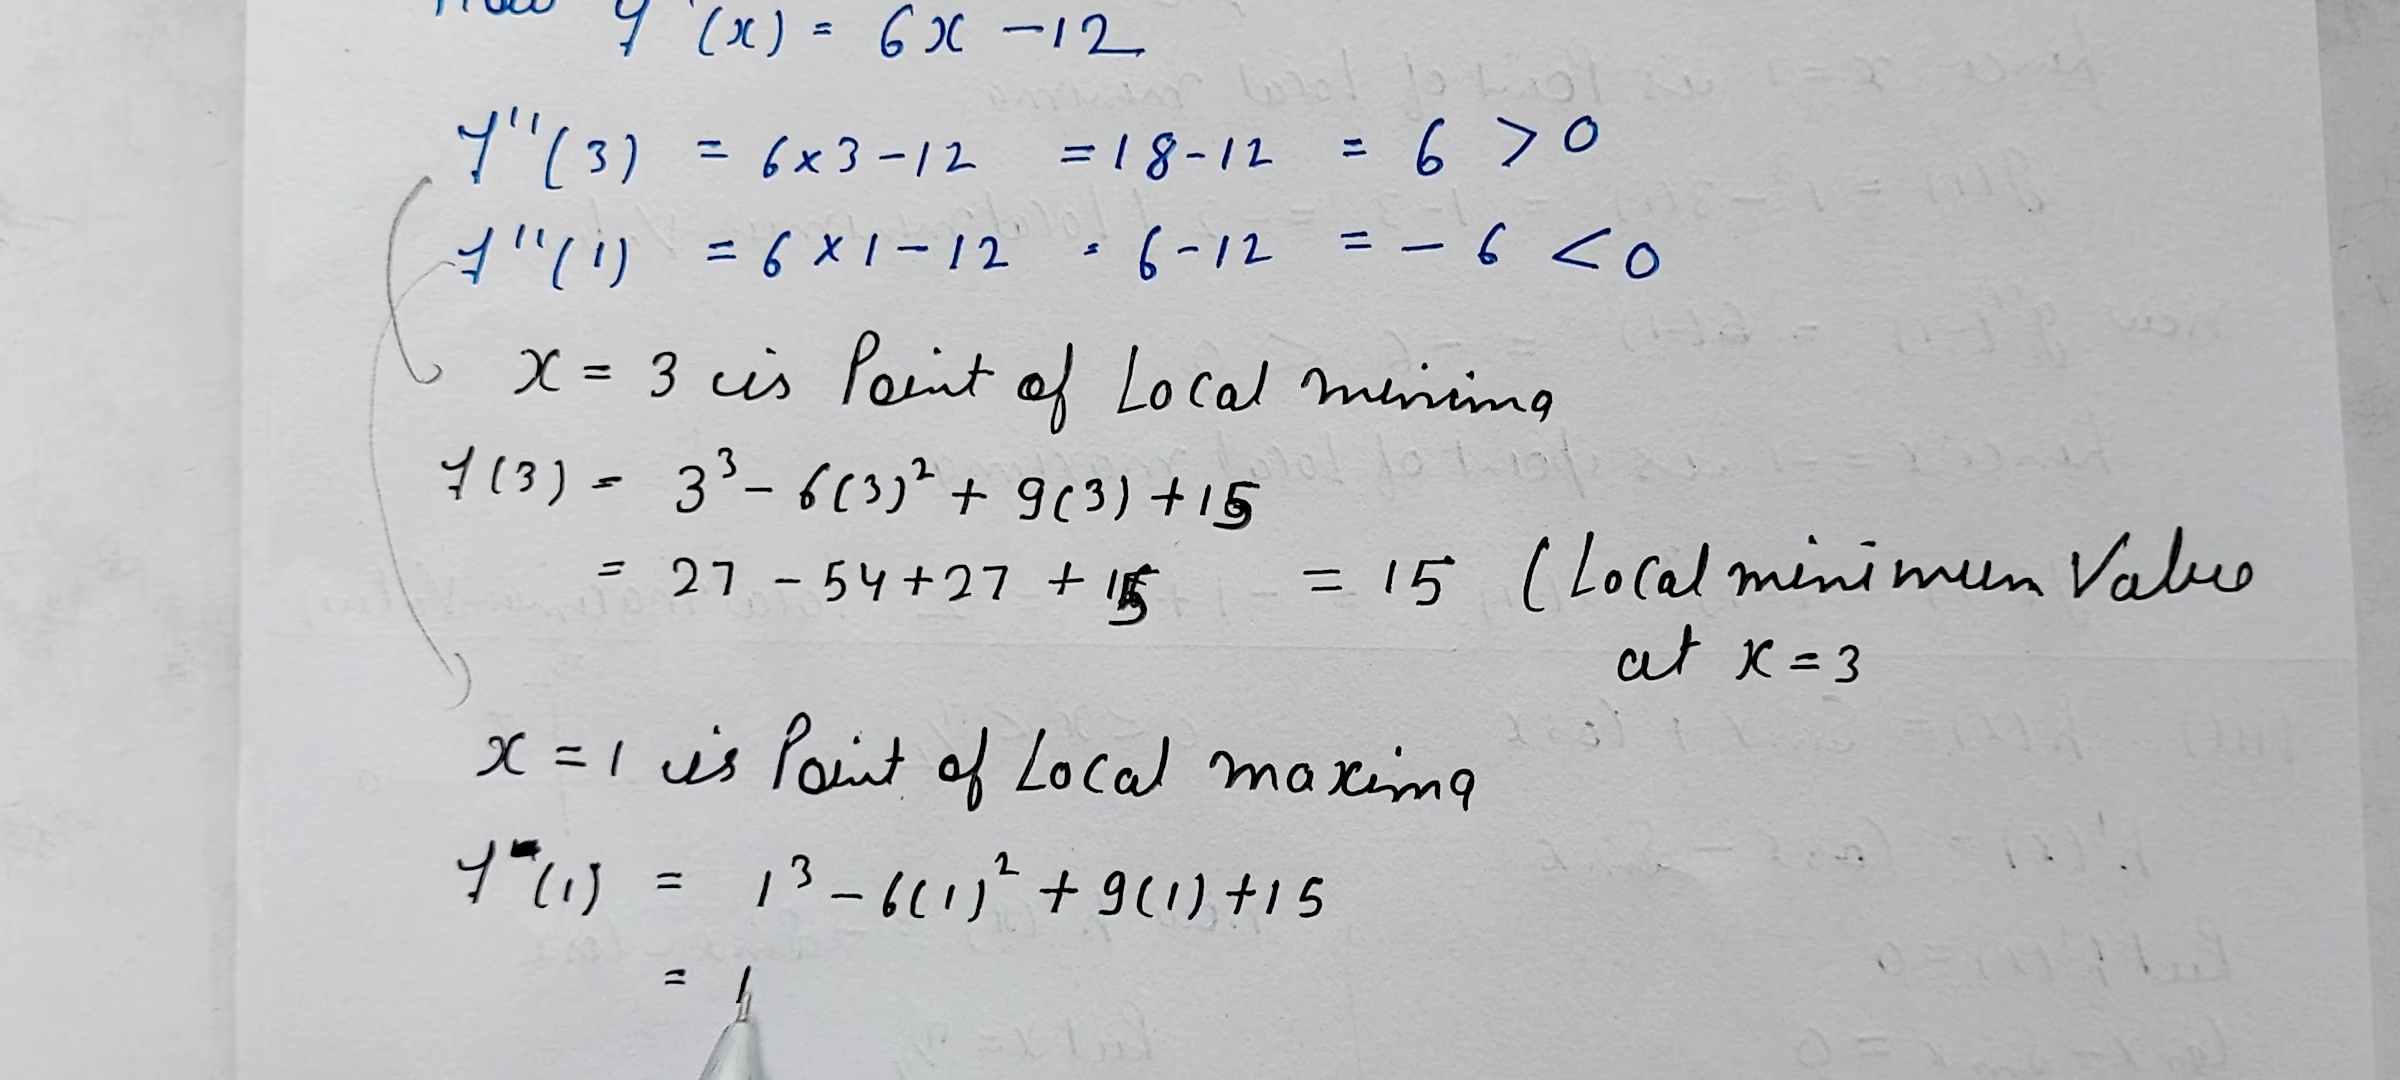 (x) = 6x - 12
f''(3) = 6×3-12 = 18-12 = 6 > 0
f''(1) = 6×1-12 = 6-12 = -6 < 0
x = 3 is Point of Local minima
f(3) = 3³ - 6(3)² + 9(3) + 15
= 27 - 54 + 27 + 15 = 15 (Local minimum Value
at x = 3
x = 1 is Point of Local maxima
f(1) = 1³ - 6(1)² + 9(1) + 15
= 1